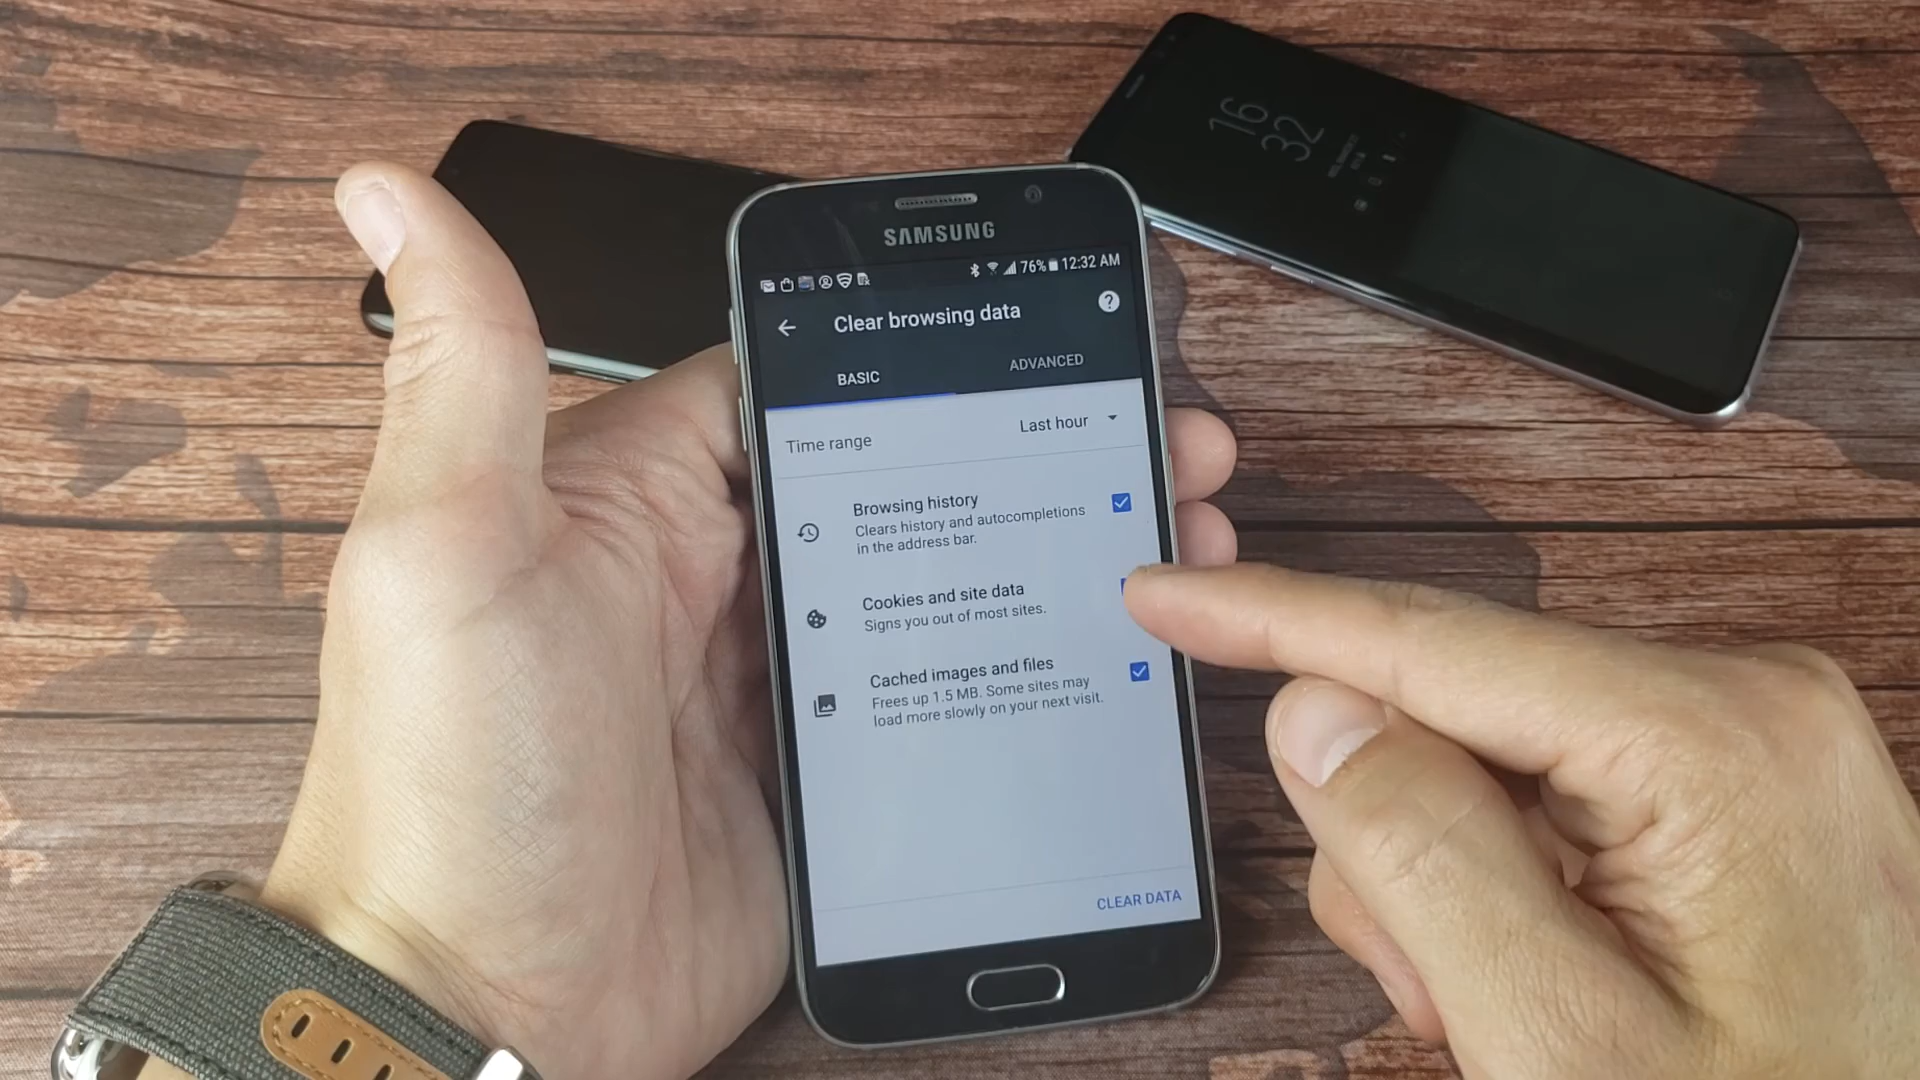 16
32
SAMSUNG
76% 12:32 AM
Clear browsing data
BASIC
ADVANCED
Time range
Last hour
Browsing history
Clears history and autocompletions
in the address bar.
Cookies and site data
Signs you out of most sites.
Cached images and files
Frees up 1.5 MB. Some sites may
load more slowly on your next visit.
CLEAR DATA